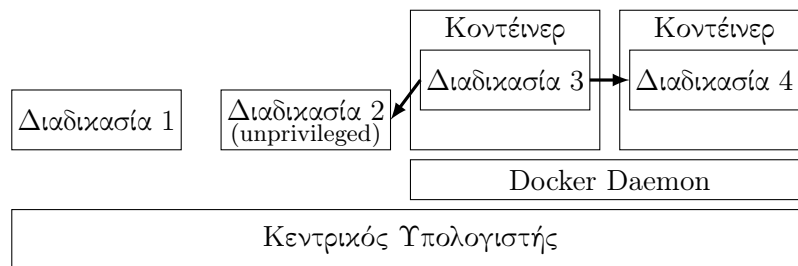 Κοντέινερ
Κοντέινερ
Διαδικασία 1
Διαδικασία 2
(unprivileged)
Διαδικασία 3
Διαδικασία 4
Docker Daemon
Κεντρικός Υπολογιστής